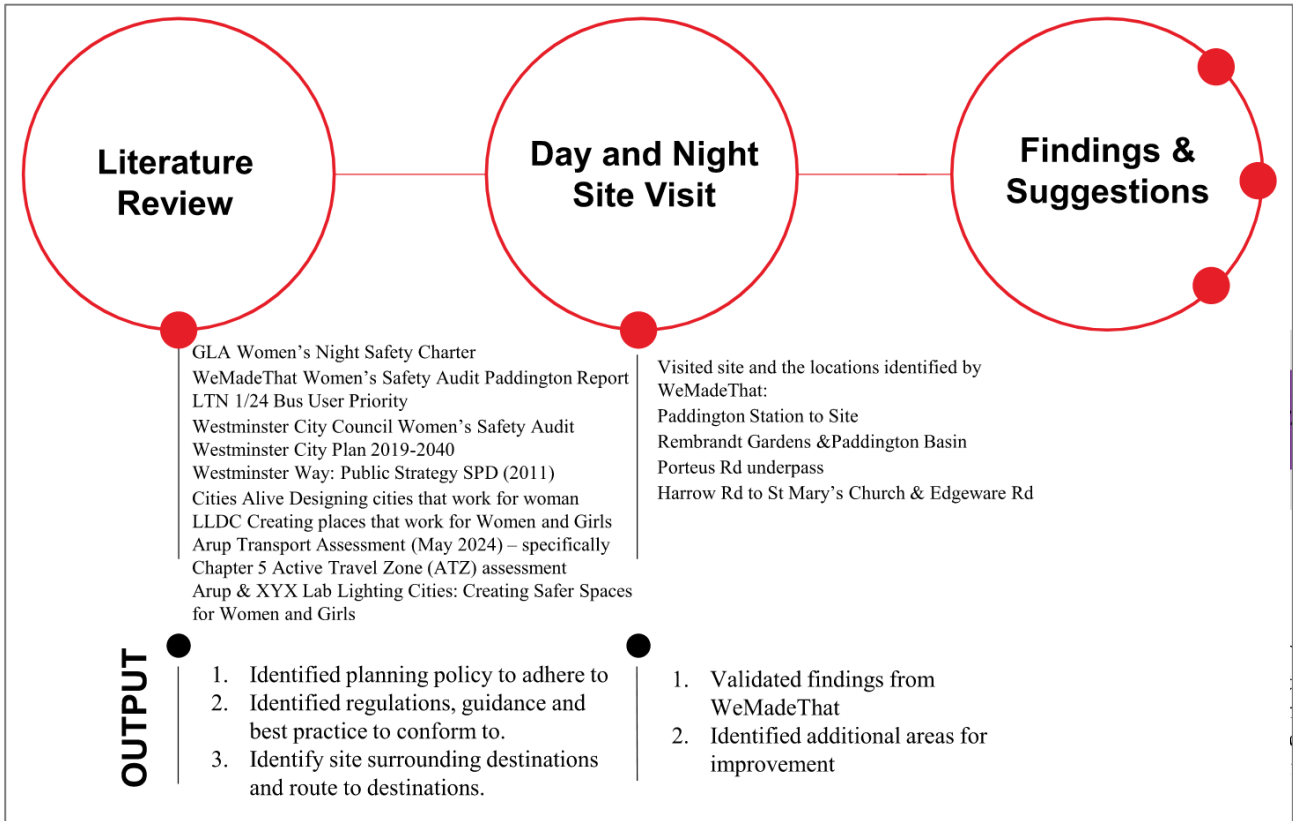 Literature
Review
Day and Night
Site Visit
Findings &
Suggestions
GLA Women’s Night Safety Charter
WeMadeThat Women’s Safety Audit Paddington Report
LTN 1/24 Bus User Priority
Westminster City Council Women’s Safety Audit
Westminster City Plan 2019-2040
Westminster Way: Public Strategy SPD (2011)
Cities Alive Designing cities that work for woman
LLDC Creating places that work for Women and Girls
Arup Transport Assessment (May 2024) – specifically
Chapter 5 Active Travel Zone (ATZ) assessment
Arup & XYX Lab Lighting Cities: Creating Safer Spaces
for Women and Girls
Visited site and the locations identified by
WeMadeThat:
Paddington Station to Site
Rembrandt Gardens &Paddington Basin
Porteus Rd underpass
Harrow Rd to St Mary’s Church & Edgeware Rd
OUTPUT
1. Identified planning policy to adhere to
2. Identified regulations, guidance and
best practice to conform to.
3. Identify site surrounding destinations
and route to destinations.
1. Validated findings from
WeMadeThat
2. Identified additional areas for
improvement